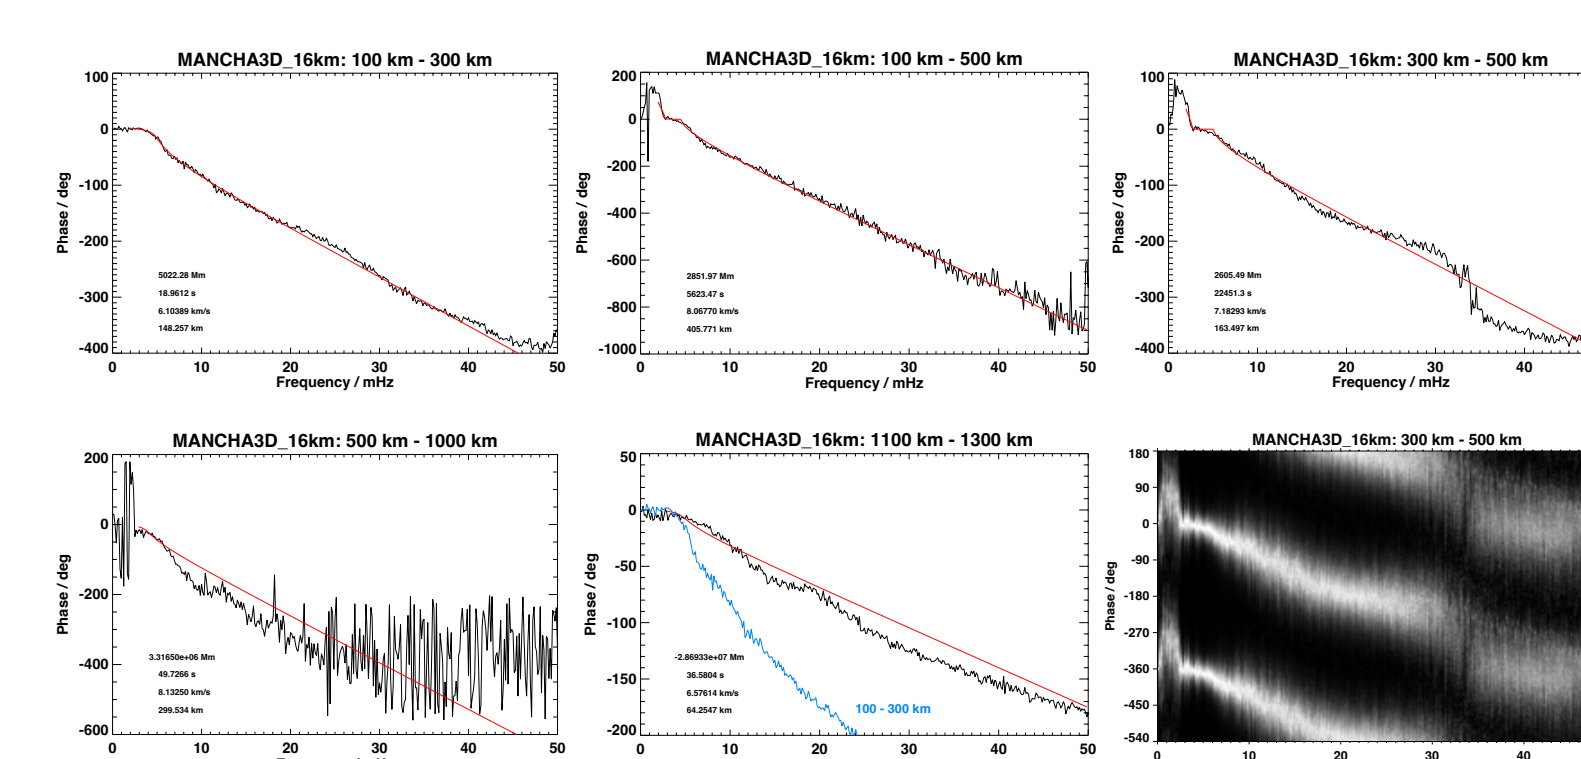 MANCHA3D_16km: 100 km - 300 km
100
0
-100
-200
-300
-400
Phase / deg
5022.28 Mm
18.9612 s
6.10389 km/s
148.257 km
0 10 20 30 40 50
Frequency / mHz
MANCHA3D_16km: 100 km - 500 km
200
0
-200
-400
-600
-800
-1000
Phase / deg
2851.97 Mm
5623.47 s
8.06770 km/s
405.771 km
0 10 20 30 40 50
Frequency / mHz
MANCHA3D_16km: 300 km - 500 km
100
0
-100
-200
-300
-400
Phase / deg
2605.49 Mm
22451.3 s
7.18293 km/s
163.497 km
0 10 20 30 40
Frequency / mHz
MANCHA3D_16km: 500 km - 1000 km
200
0
-200
-400
-600
Phase / deg
3.31650e+06 Mm
49.7266 s
8.13250 km/s
299.534 km
0 10 20 30 40 50
MANCHA3D_16km: 1100 km - 1300 km
50
0
-50
-100
-150
-200
Phase / deg
-2.86933e+07 Mm
36.5804 s
6.57614 km/s
64.2547 km
100 - 300 km
0 10 20 30 40 50
MANCHA3D_16km: 300 km - 500 km
180
90
0
-90
-180
-270
-360
-450
-540
Phase / deg
0 10 20 30 40